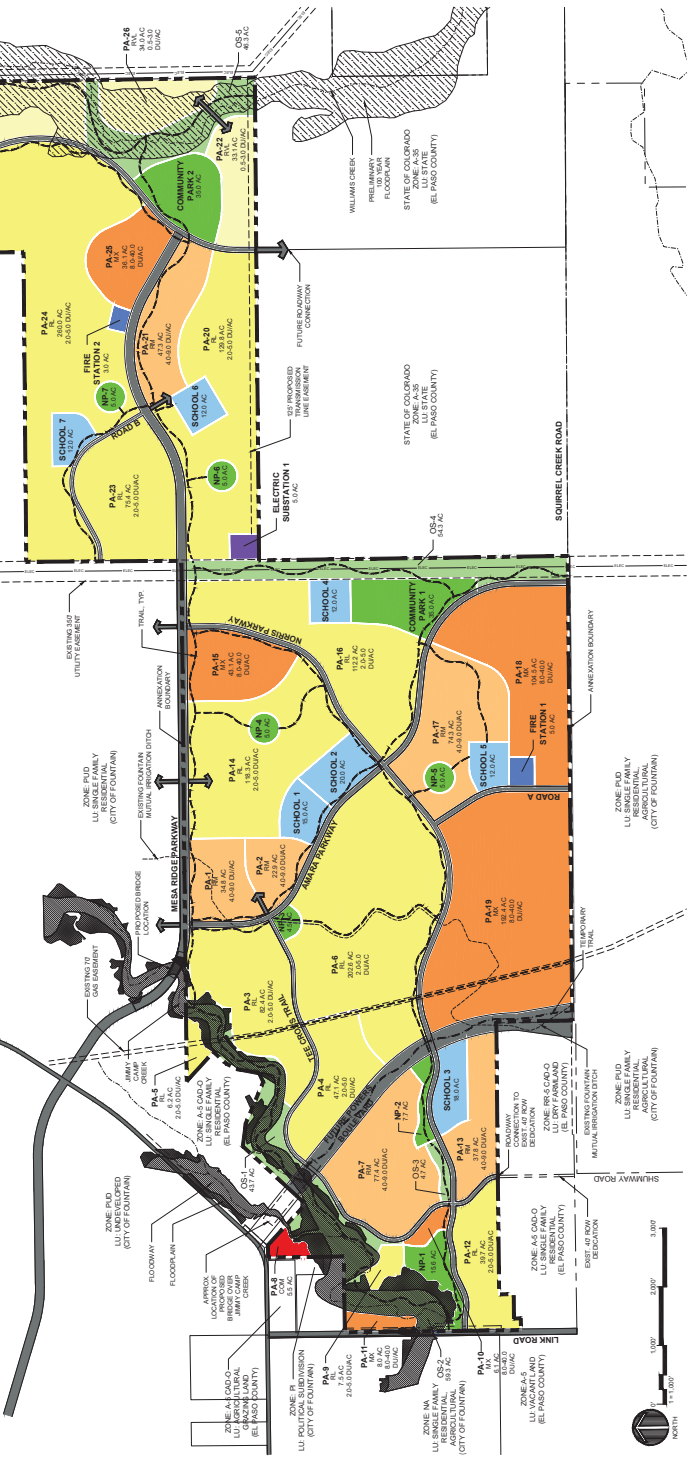 PA-26
RVL
34.0 AC
0.5-3.0
DU/AC
OS-5
46.3 AC
PA-22
RVL
33.1 AC
0.5-3.0 DU/AC
COMMUNITY
PARK 2
35.0 AC
PA-25
MX
36.1 AC
8.0-40.0
DU/AC
PA-24
RL
260.0 AC
2.0-5.0 DU/AC
FIRE
STATION 2
3.0 AC
PA-21
RM
47.3 AC
4.0-9.0 DU/AC
PA-20
RL
129.8 AC
2.0-5.0 DU/AC
NP-7
5.0 AC
SCHOOL 7
12.0 AC
ROAD B
SCHOOL 6
12.0 AC
PA-23
RL
75.4 AC
2.0-5.0 DU/AC
NP-6
5.0 AC
ELECTRIC
SUBSTATION 1
5.0 AC
125' PROPOSED
TRANSMISSION
LINE EASEMENT
FUTURE ROADWAY
CONNECTION
WILLIAMS CREEK
PRELIMINARY
100 YEAR
FLOODPLAIN
STATE OF COLORADO
ZONE: A-35
LU: STATE
(EL PASO COUNTY)
STATE OF COLORADO
ZONE: A-35
LU: STATE
(EL PASO COUNTY)
SQUIRREL CREEK ROAD
EXISTING 350'
UTILITY EASEMENT
TRAIL, TYP.
ANNEXATION
BOUNDARY
ZONE: PUD
LU: SINGLE FAMILY
RESIDENTIAL
(CITY OF FOUNTAIN)
EXISTING FOUNTAIN
MUTUAL IRRIGATION DITCH
MESA RIDGE PARKWAY
PROPOSED BRIDGE
LOCATION
EXISTING 70'
GAS EASEMENT
JIMMY
CAMP
CREEK
OS-4
54.3 AC
SCHOOL 4
12.0 AC
COMMUNITY
PARK 1
NORRIS PARKWAY
PA-15
MX
43.1 AC
8.0-40.0
DU/AC
PA-16
RL
112.2 AC
2.0-5.0
DU/AC
NP-4
5.0 AC
PA-14
RL
118.3 AC
2.0-5.0 DU/AC
SCHOOL 2
20.0 AC
SCHOOL 1
15.0 AC
AMARA PARKWAY
PA-18
MX
104.5 AC
8.0-40.0
DU/AC
PA-17
RM
74.3 AC
4.0-9.0 DU/AC
NP-5
5.0 AC
SCHOOL 5
12.0 AC
FIRE
STATION 1
5.0 AC
ROAD A
ANNEXATION BOUNDARY
ZONE: PUD
LU: SINGLE FAMILY
RESIDENTIAL
AGRICULTURAL
(CITY OF FOUNTAIN)
PA-1
RM
34.8 AC
4.0-9.0 DU/AC
PA-2
RM
22.9 AC
4.0-9.0 DU/AC
PA-19
MX
192.4 AC
8.0-40.0
DU/AC
PA-6
RL
202.6 AC
2.0-5.0
DU/AC
PA-3
RL
82.4 AC
2.0-5.0 DU/AC
PA-4
RL
47.1 AC
2.0-5.0
DU/AC
PA-5
RL
6.2 AC
2.0-5.0 DU/AC
ZONE: A-5 CAD-O
LU: SINGLE FAMILY
RESIDENTIAL
(EL PASO COUNTY)
TEMPORARY
TRAIL
SCHOOL 3
18.0 AC
NP-2
PA-13
RM
37.8 AC
4.0-9.0 DU/AC
PA-7
RM
77.4 AC
4.0-9.0 DU/AC
OS-3
4.7 AC
OS-1
43.7 AC
ZONE: PUD
LU: UNDEVELOPED
(CITY OF FOUNTAIN)
FLOODWAY
FLOODPLAIN
APPROX.
LOCATION OF
PROPOSED
BRIDGE OVER
JIMMY CAMP
CREEK
PA-8
COM
5.5 AC
ZONE: A-5 CAD-O
LU: AGRICULTURAL
GRAZING LAND
(EL PASO COUNTY)
ZONE: PI
LU: POLITICAL SUBDIVISION
(CITY OF FOUNTAIN)
PA-9
RL
7.5 AC
2.0-5.0 DU/AC
PA-11
MX
8.0 AC
8.0-40.0
DU/AC
OS-2
59.3 AC
ZONE: NA
LU: SINGLE FAMILY
RESIDENTIAL,
AGRICULTURAL
(CITY OF FOUNTAIN)
NP-1
15.6 AC
PA-12
RL
39.7 AC
2.0-5.0 DU/AC
PA-10
MX
6.1 AC
8.0-40.0
DU/AC
ZONE:A-5
LU: VACANT LAND
(EL PASO COUNTY)
LINK ROAD
ROADWAY
CONNECTION TO
EXIST. 40' ROW
DEDICATION
ZONE: RR-5 CAD-O
LU: DRY FARMLAND
(EL PASO COUNTY)
EXISTING FOUNTAIN
MUTUAL IRRIGATION DITCH
ZONE: PUD
LU: SINGLE FAMILY
RESIDENTIAL
AGRICULTURAL
(CITY OF FOUNTAIN)
SHUMWAY ROAD
ZONE: A-5 CAD-O
LU: SINGLE FAMILY
RESIDENTIAL
(EL PASO COUNTY)
EXIST. 40' ROW
DEDICATION
NORTH
0'
1,000'
2,000'
3,000'
1"=1,000'